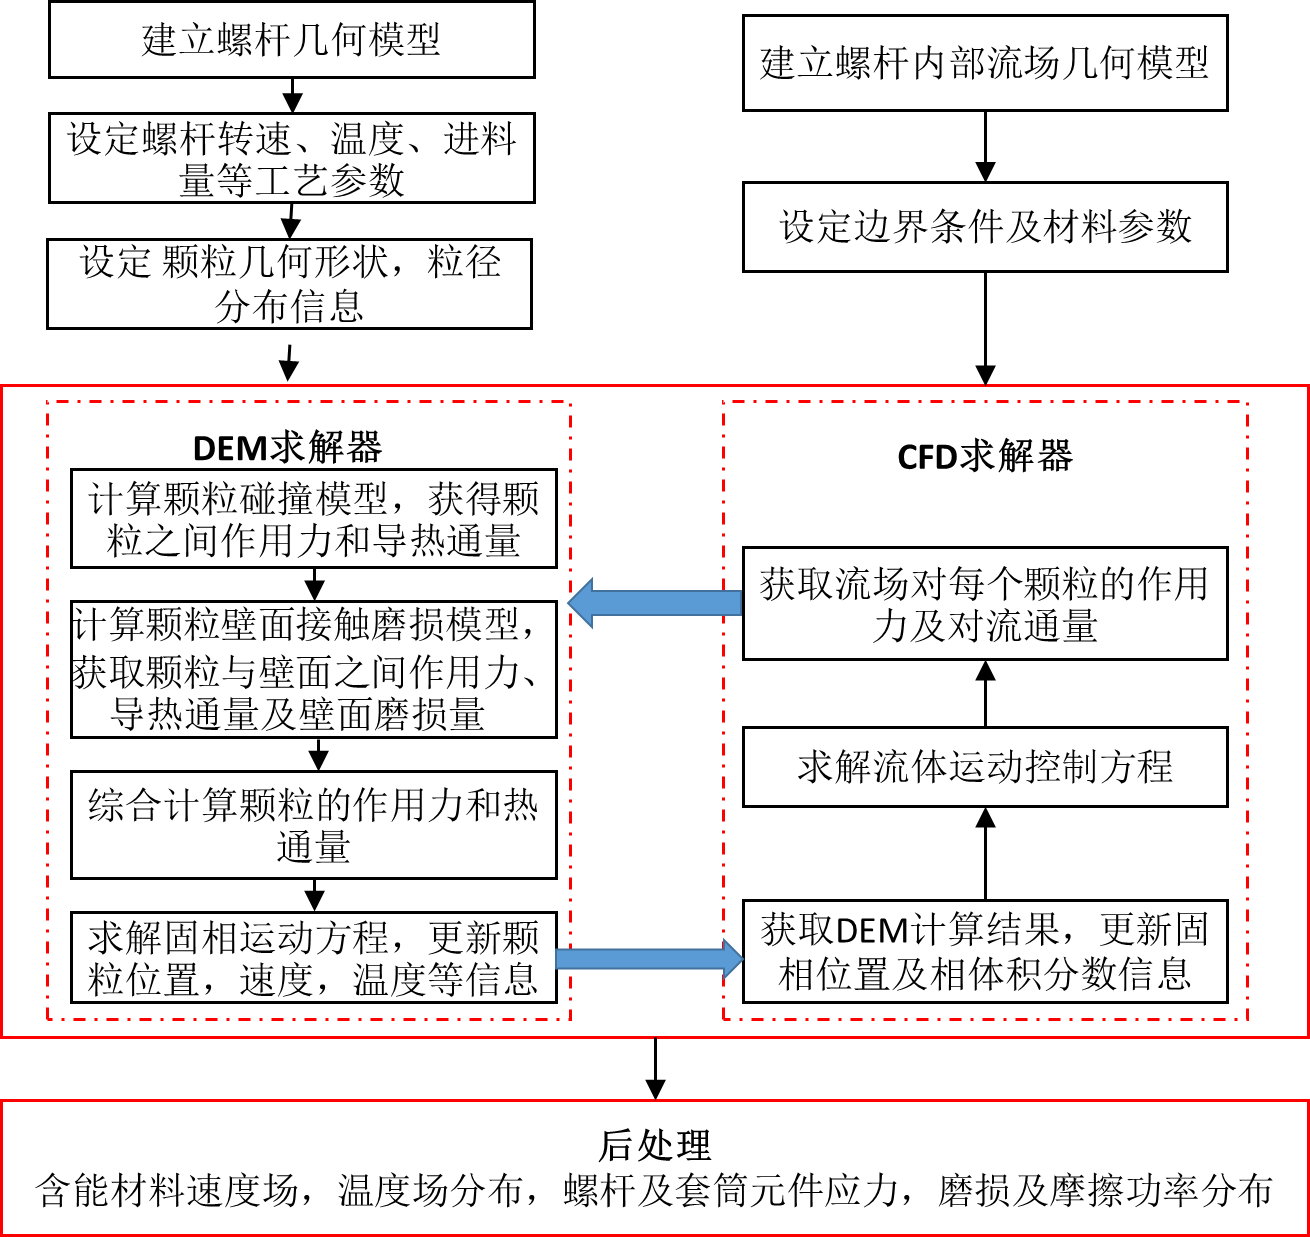 建立螺杆几何模型
设定螺杆转速、温度、进料
量等工艺参数
设定 颗粒几何形状，粒径
分布信息
建立螺杆内部流场几何模型
设定边界条件及材料参数
DEM求解器
计算颗粒碰撞模型，获得颗
粒之间作用力和导热通量
计算颗粒壁面接触磨损模型，
获取颗粒与壁面之间作用力、
导热通量及壁面磨损量
综合计算颗粒的作用力和热
通量
求解固相运动方程，更新颗
粒位置，速度，温度等信息
CFD求解器
获取流场对每个颗粒的作用
力及对流通量
求解流体运动控制方程
获取DEM计算结果，更新固
相位置及相体积分数信息
后处理
含能材料速度场，温度场分布，螺杆及套筒元件应力，磨损及摩擦功率分布